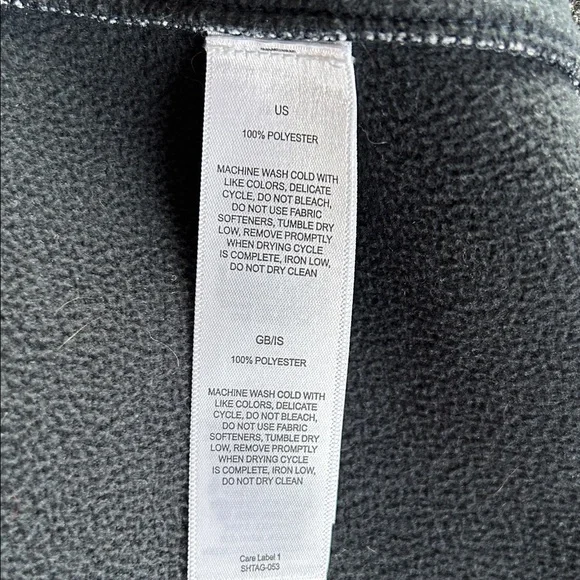 US
100% POLYESTER
MACHINE WASH COLD WITH
LIKE COLORS, DELICATE
CYCLE, DO NOT BLEACH,
DO NOT USE FABRIC
SOFTENERS, TUMBLE DRY
LOW, REMOVE PROMPTLY
WHEN DRYING CYCLE
IS COMPLETE, IRON LOW,
DO NOT DRY CLEAN
GB/IS
100% POLYESTER
MACHINE WASH COLD WITH
LIKE COLORS, DELICATE
CYCLE, DO NOT BLEACH,
DO NOT USE FABRIC
SOFTENERS, TUMBLE DRY
LOW, REMOVE PROMPTLY
WHEN DRYING CYCLE
IS COMPLETE, IRON LOW,
DO NOT DRY CLEAN
Care Label 1
SHTAG-053